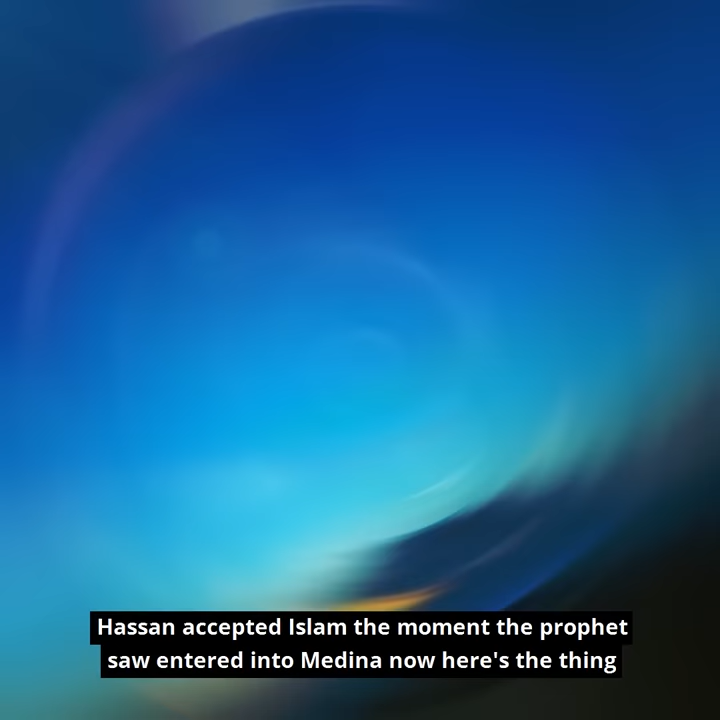 Hassan accepted Islam the moment the prophet
saw entered into Medina now here's the thing